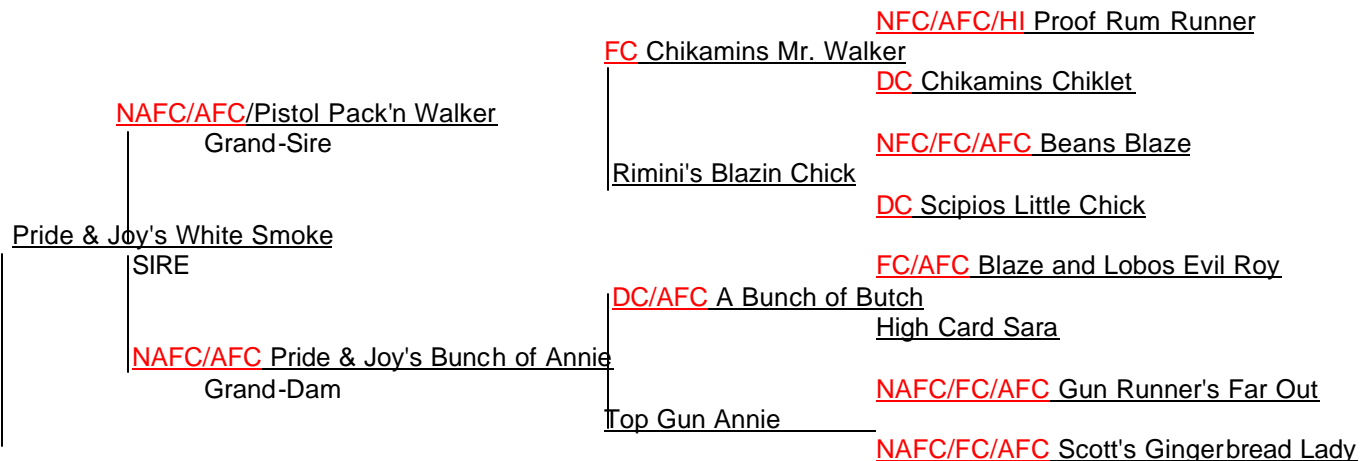 NFC/AFC/HI Proof Rum Runner
FC Chikamins Mr. Walker
DC Chikamins Chiklet
NAFC/AFC/Pistol Pack'n Walker
Grand-Sire
NFC/FC/AFC Beans Blaze
Rimini's Blazin Chick
DC Scipios Little Chick
Pride & Joy's White Smoke
SIRE
FC/AFC Blaze and Lobos Evil Roy
DC/AFC A Bunch of Butch
High Card Sara
NAFC/AFC Pride & Joy's Bunch of Annie
Grand-Dam
NAFC/FC/AFC Gun Runner's Far Out
Top Gun Annie
NAFC/FC/AFC Scott's Gingerbread Lady